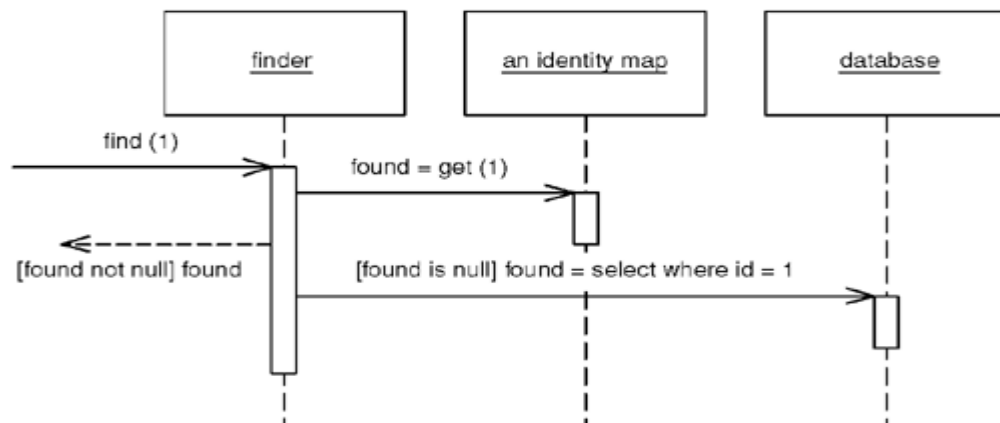 finder
an identity map
database
find (1)
found = get (1)
[found not null] found
[found is null] found = select where id = 1